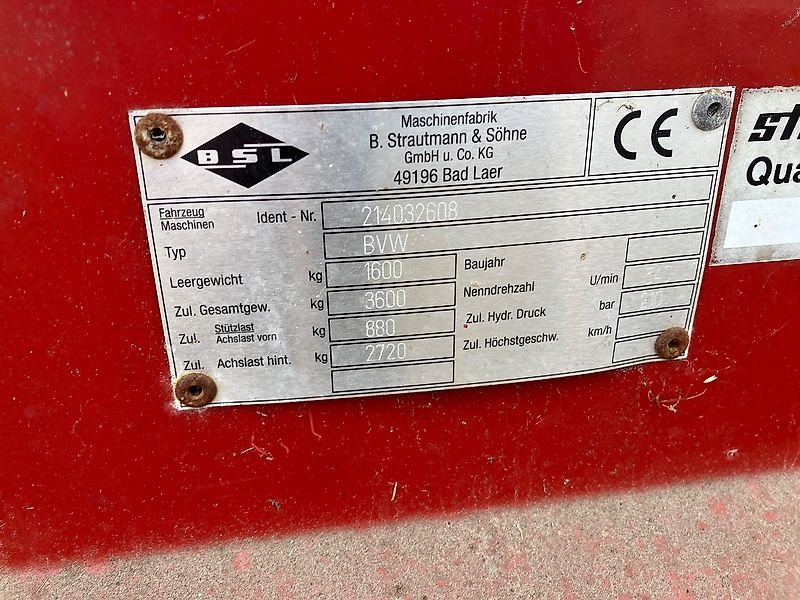 BSL
Maschinenfabrik
B. Strautmann & Söhne
GmbH u. Co. KG
49196 Bad Laer
CE
Fahrzeug
Maschinen
Ident - Nr. 214032608
Typ BVW
Leergewicht kg 1600
Zul. Gesamtgew. kg 3600
Zul. Stützlast
Achslast vorn kg 880
Zul. Achslast hint. kg 2720
Baujahr
Nenndrehzahl U/min
Zul. Hydr. Druck bar
Zul. Höchstgeschw. km/h
st
Qua